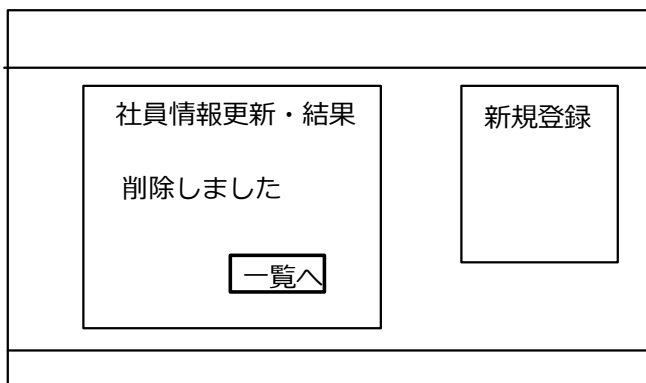 社員情報更新・結果
削除しました
一覧へ
新規登録